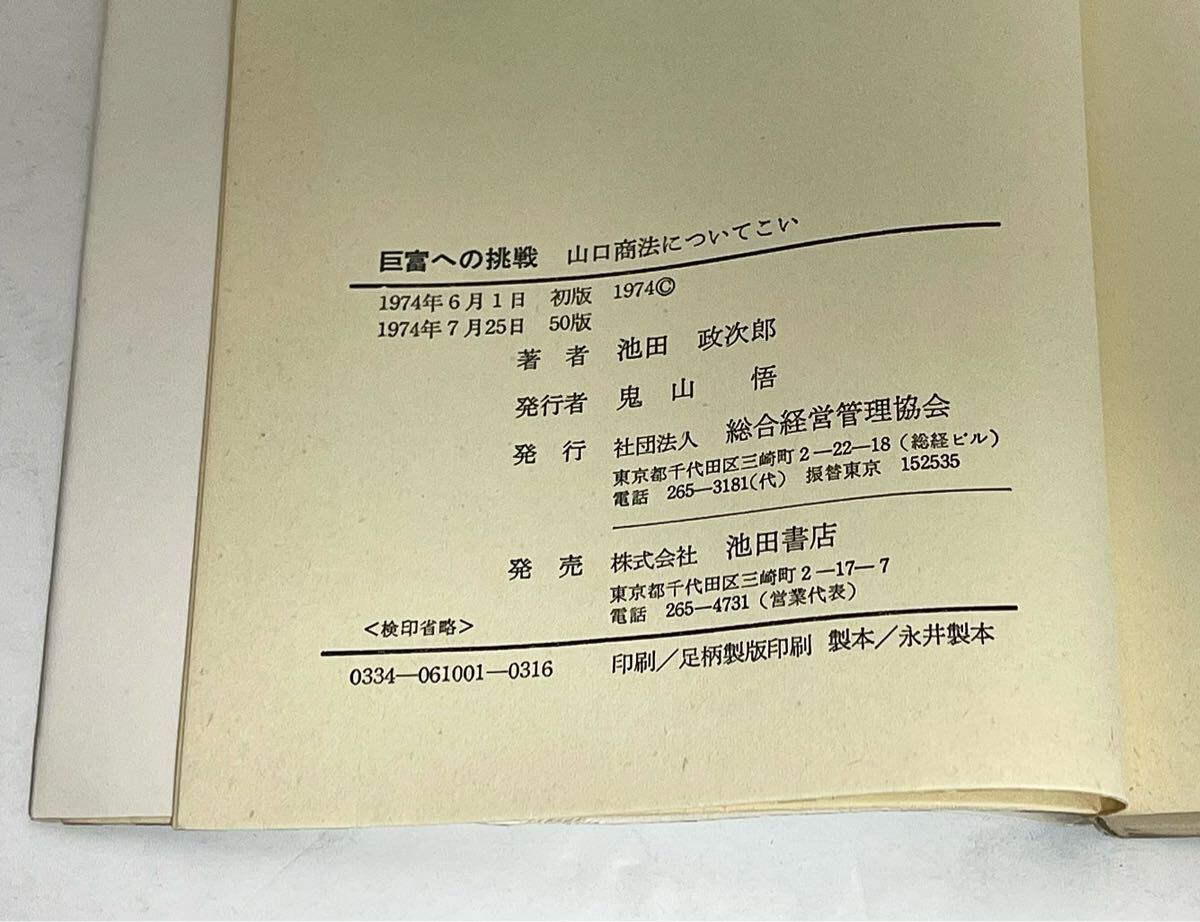 巨富への挑戦　山口商法についてこい
1974年6月1日　初版　1974©
1974年7月25日　50版
著　者　池田　政次郎
発行者　鬼山　悟
発　行　社団法人　総合経営管理協会
東京都千代田区三崎町2―22―18（総経ビル）
電話　265―3181(代)　振替東京　152535
発　売　株式会社　池田書店
東京都千代田区三崎町2―17―7
電話　265―4731（営業代表）
＜検印省略＞
0334―061001―0316　印刷／足柄製版印刷　製本／永井製本